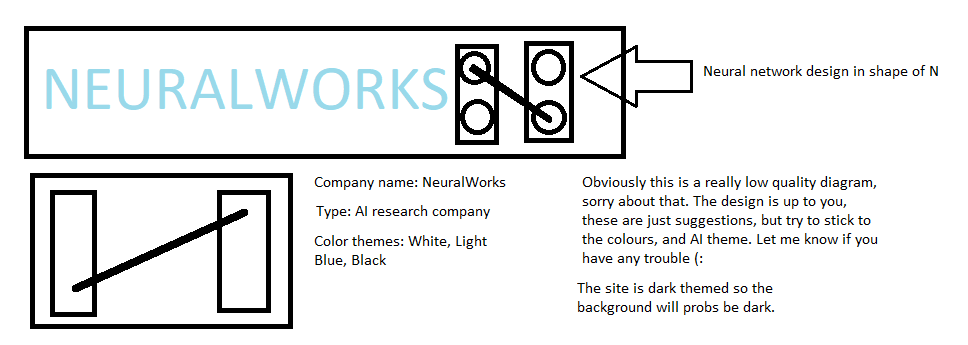 NEURALWORKS
Neural network design in shape of N
Company name: NeuralWorks
Type: AI research company
Color themes: White, Light
Blue, Black
Obviously this is a really low quality diagram,
sorry about that. The design is up to you,
these are just suggestions, but try to stick to
the colours, and AI theme. Let me know if you
have any trouble (:
The site is dark themed so the
background will probs be dark.